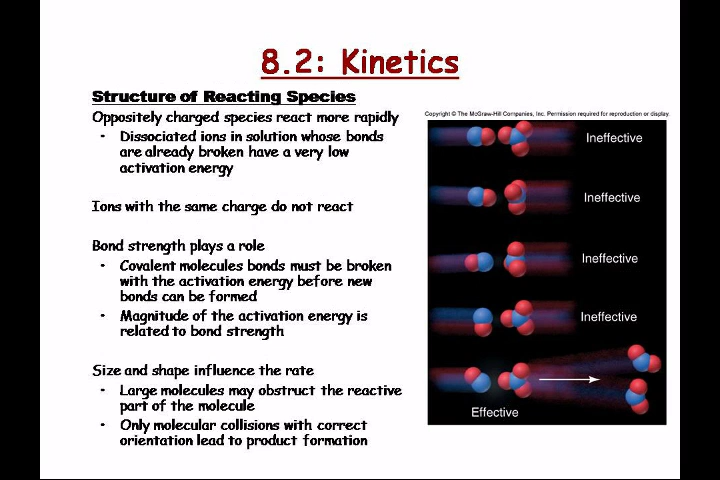 8.2: Kinetics
Structure of Reacting Species
Oppositely charged species react more rapidly
• Dissociated ions in solution whose bonds
are already broken have a very low
activation energy
Ions with the same charge do not react
Bond strength plays a role
• Covalent molecules bonds must be broken
with the activation energy before new
bonds can be formed
• Magnitude of the activation energy is
related to bond strength
Size and shape influence the rate
• Large molecules may obstruct the reactive
part of the molecule
• Only molecular collisions with correct
orientation lead to product formation
Copyright © The McGraw-Hill Companies, Inc. Permission required for reproduction or display.
Ineffective
Ineffective
Ineffective
Ineffective
Effective